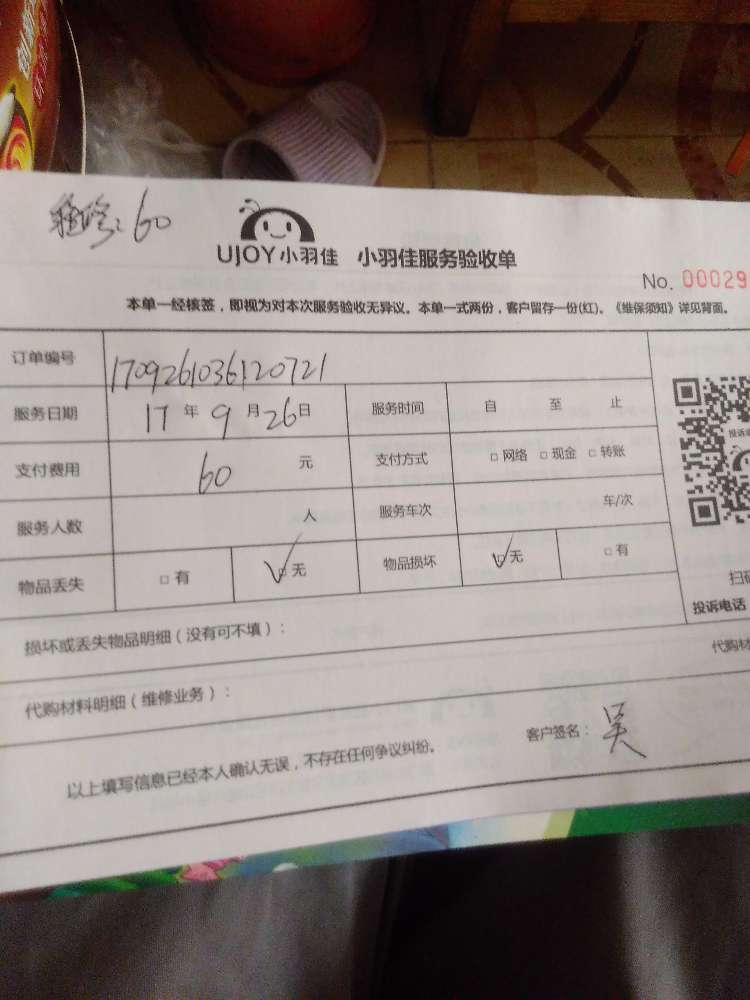 60
UJOY小羽佳 小羽佳服务验收单
No. 00029
本单一经核签，即视为对本次服务验收无异议。本单一式两份，客户留存一份(红)。《维保须知》详见背面。
订单编号 1709261036120721
服务日期 17 年 9 月 26 日 服务时间 自 至 止
支付费用 60 元 支付方式 □ 网络 □ 现金 □ 转账
服务人数 人 服务车次 车/次
物品丢失 □ 有 ✓□ 无 物品损坏 ✓□ 无 □ 有
投诉
扫码
投诉电话
损坏或丢失物品明细（没有可不填）：
代购材
代购材料明细（维修业务）：
客户签名：吴
以上填写信息已经本人确认无误，不存在任何争议纠纷。